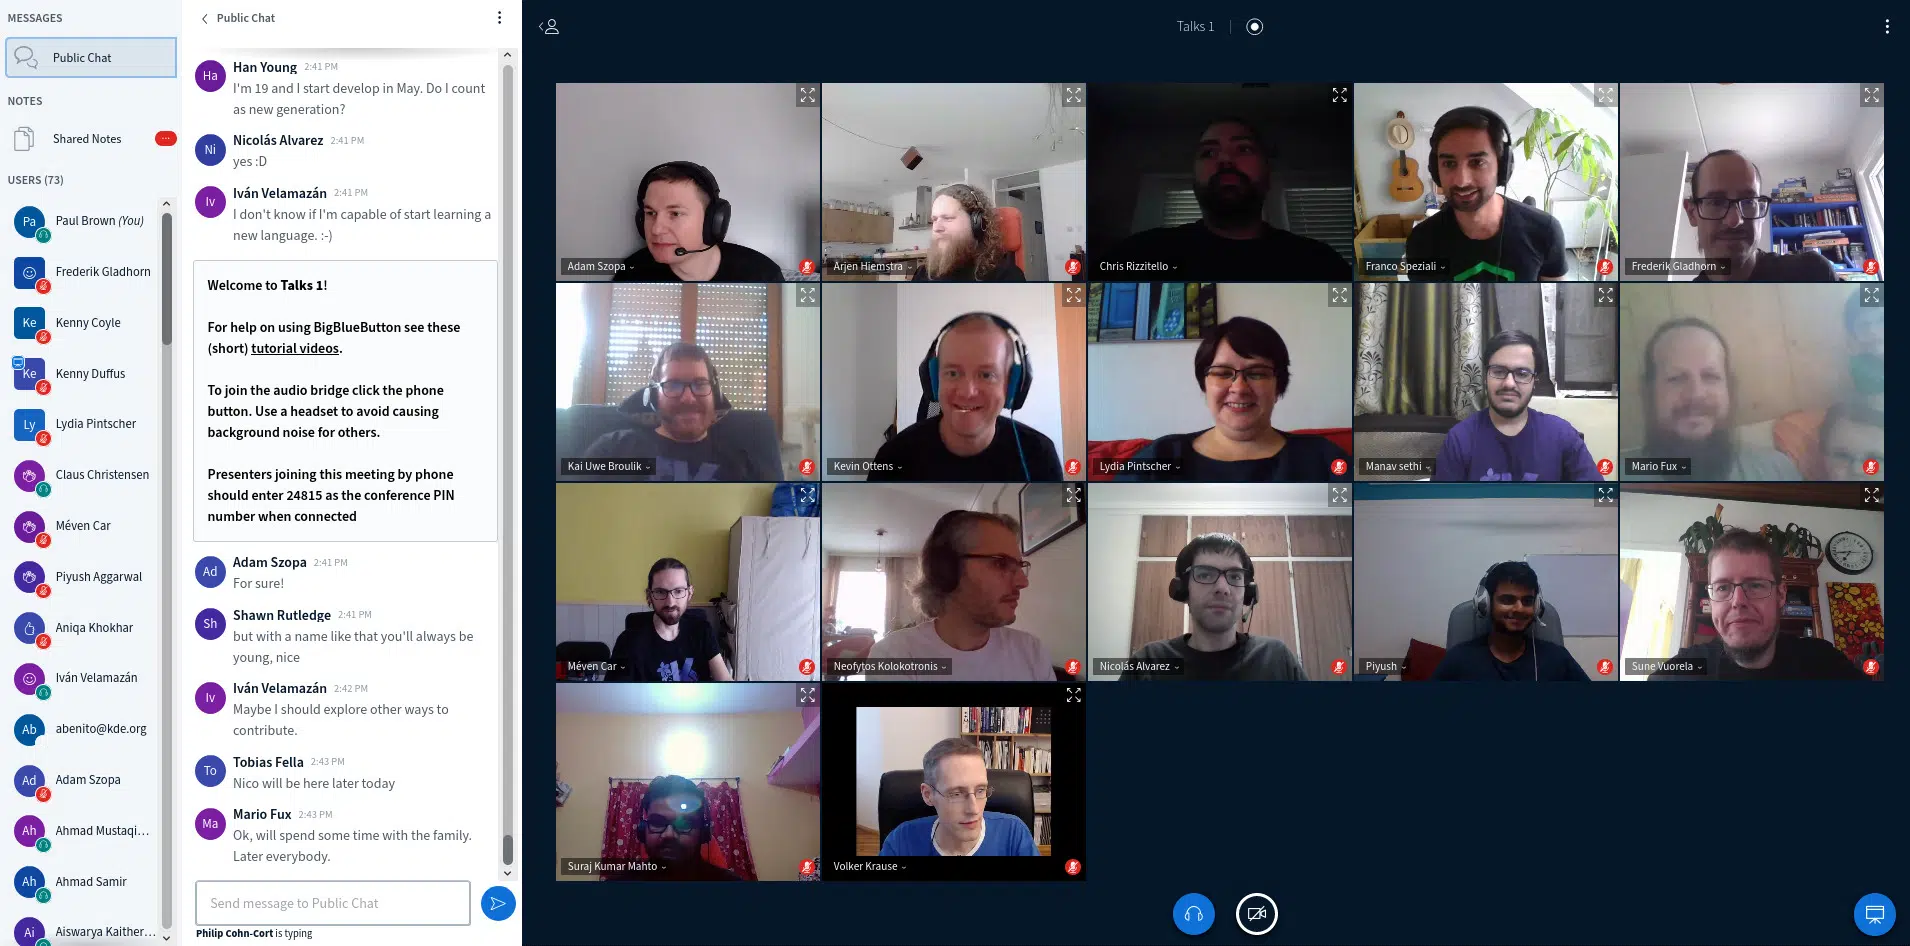 MESSAGES
Public Chat
NOTES
Shared Notes
USERS (73)
Pa
Paul Brown (You)
Frederik Gladhorn
Ke
Kenny Coyle
Ke
Kenny Duffus
Ly
Lydia Pintscher
Claus Christensen
Méven Car
Piyush Aggarwal
Aniqa Khokhar
Iván Velamazán
Ab
abenito@kde.org
Ad
Adam Szopa
Ah
Ahmad Mustaqi...
Ah
Ahmad Samir
Ai
Aiswarya Kaither...
Public Chat
Ha
Han Young 2:41 PM
I'm 19 and I start develop in May. Do I count
as new generation?
Ni
Nicolás Alvarez 2:41 PM
yes :D
Iv
Iván Velamazán 2:41 PM
I don't know if I'm capable of start learning a
new language. :-)
Welcome to Talks 1!
For help on using BigBlueButton see these
(short) tutorial videos.
To join the audio bridge click the phone
button. Use a headset to avoid causing
background noise for others.
Presenters joining this meeting by phone
should enter 24815 as the conference PIN
number when connected
Ad
Adam Szopa 2:41 PM
For sure!
Sh
Shawn Rutledge 2:41 PM
but with a name like that you'll always be
young, nice
Iv
Iván Velamazán 2:42 PM
Maybe I should explore other ways to
contribute.
To
Tobias Fella 2:43 PM
Nico will be here later today
Ma
Mario Fux 2:43 PM
Ok, will spend some time with the family.
Later everybody.
Send message to Public Chat
Philip Cohn-Cort is typing
Talks 1
Adam Szopa
Arjen Hiemstra
Chris Rizzitello
Franco Speziali
Frederik Gladhorn
Kai Uwe Broulik
Kevin Ottens
Lydia Pintscher
Manav sethi
Mario Fux
Méven Car
Neofytos Kolokotronis
Nicolás Alvarez
Piyush
Sune Vuorela
Suraj Kumar Mahto
Volker Krause